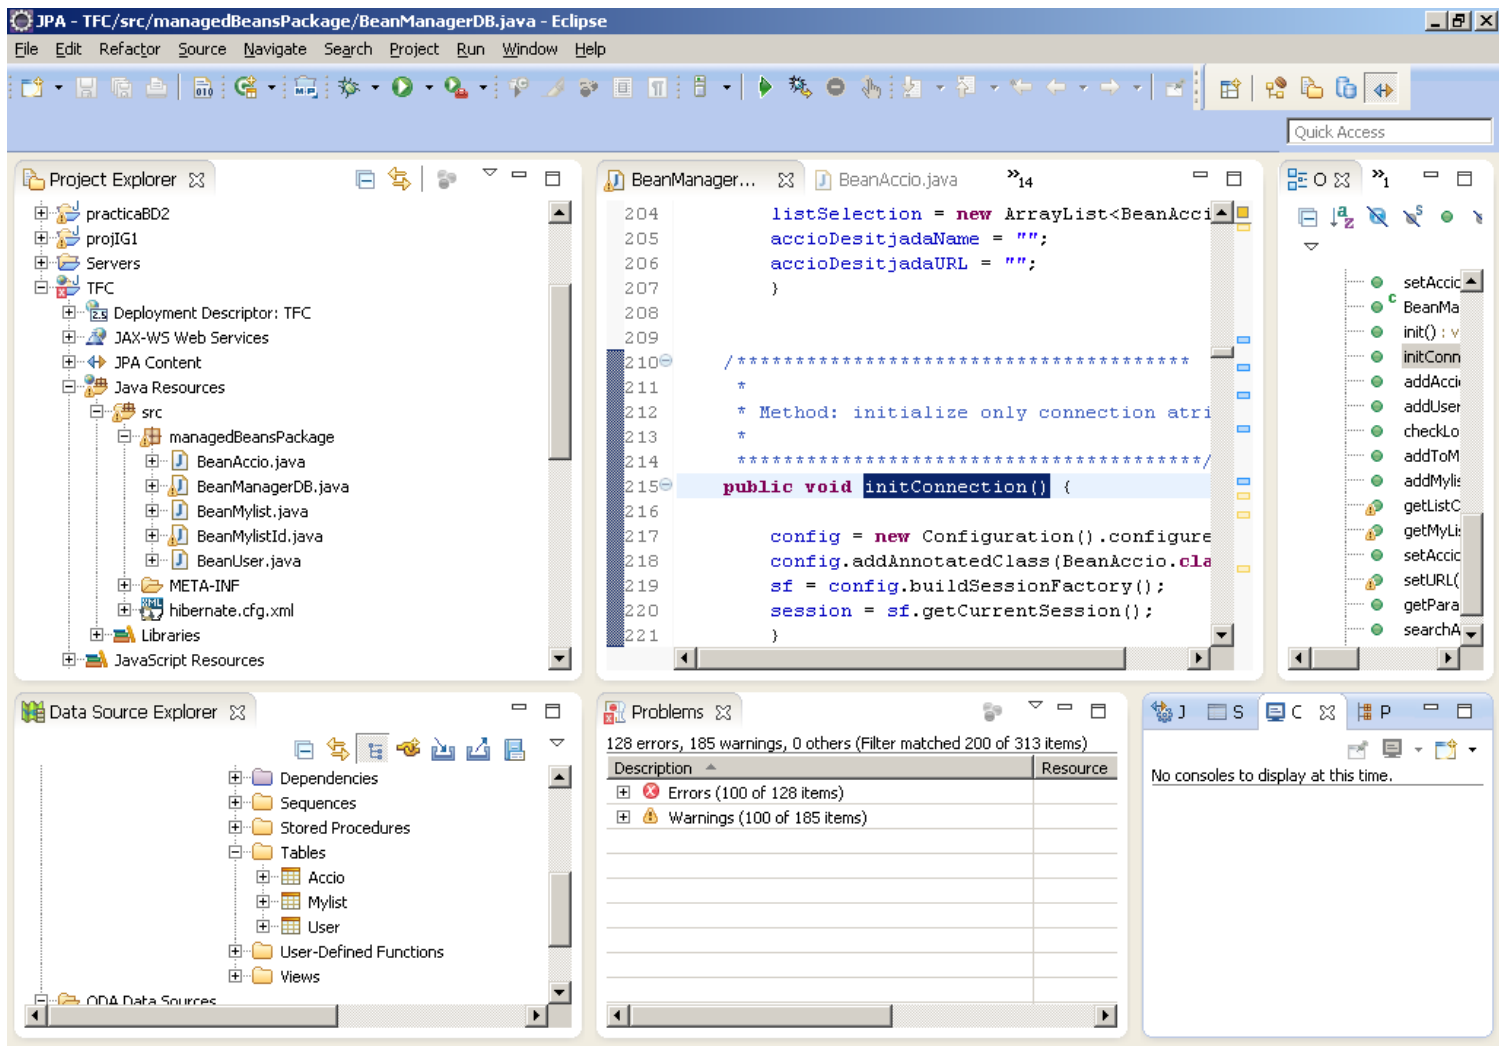 JPA - TFC/src/managedBeansPackage/BeanManagerDB.java - Eclipse
File Edit Refactor Source Navigate Search Project Run Window Help
Quick Access
Project Explorer
practicaBD2
projIG1
Servers
TFC
Deployment Descriptor: TFC
JAX-WS Web Services
JPA Content
Java Resources
src
managedBeansPackage
BeanAccio.java
BeanManagerDB.java
BeanMylist.java
BeanMylistId.java
BeanUser.java
META-INF
hibernate.cfg.xml
Libraries
JavaScript Resources
BeanManager... BeanAccio.java »14
204 listSelection = new ArrayList<BeanAcci
205 accioDesitjadaName = "";
206 accioDesitjadaURL = "";
207 }
208
209
210 /***************************************
211 *
212 * Method: initialize only connection atri
213 *
214 ****************************************/
215 public void initConnection() {
216
217 config = new Configuration().configure
218 config.addAnnotatedClass(BeanAccio.cla
219 sf = config.buildSessionFactory();
220 session = sf.getCurrentSession();
221 }
O »1
setAccic
BeanMa
init() : v
initConn
addAcci
addUser
checkLo
addToM
addMylis
getListC
getMyLis
setAccic
setURL(
getPara
searchA
Data Source Explorer
Dependencies
Sequences
Stored Procedures
Tables
Accio
Mylist
User
User-Defined Functions
Views
ODA Data Sources
Problems
128 errors, 185 warnings, 0 others (Filter matched 200 of 313 items)
Description Resource
Errors (100 of 128 items)
Warnings (100 of 185 items)
J S C P
No consoles to display at this time.